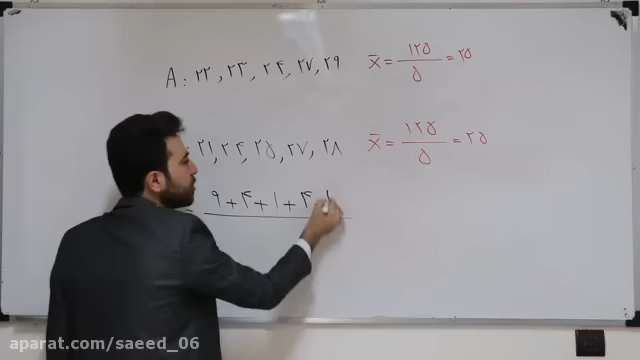 A: ۲۲, ۲۳, ۲۴, ۲۷, ۲۹ x̄ = ۱۲۵/۵ = ۲۵
۲۱, ۲۴, ۲۵, ۲۷, ۲۸ x̄ = ۱۲۵/۵ = ۲۵
۹+۴+۱+۴ ۱
aparat.com/saeed_06